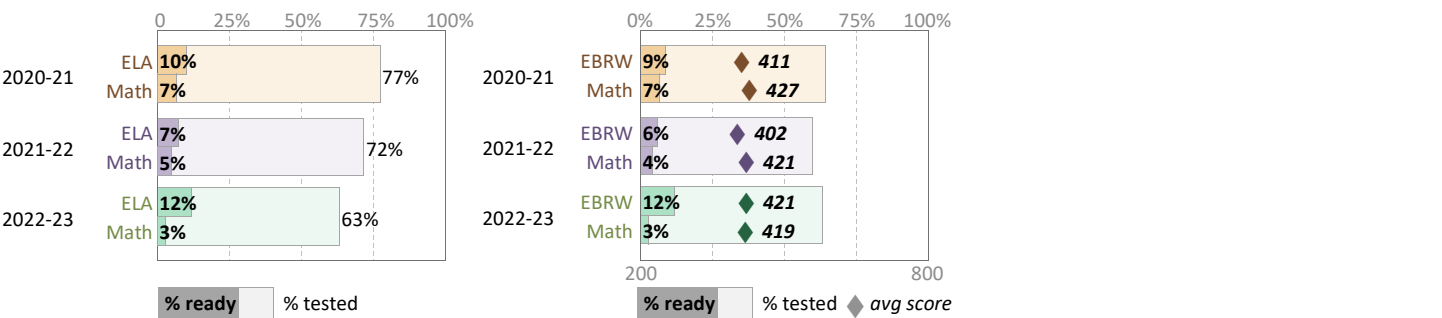 0 25% 50% 75% 100%
2020-21
ELA 10%
Math 7%
77%
2021-22
ELA 7%
Math 5%
72%
2022-23
ELA 12%
Math 3%
63%
% ready % tested
0% 25% 50% 75% 100%
2020-21
EBRW 9% 411
Math 7% 427
2021-22
EBRW 6% 402
Math 4% 421
2022-23
EBRW 12% 421
Math 3% 419
200 800
% ready % tested avg score